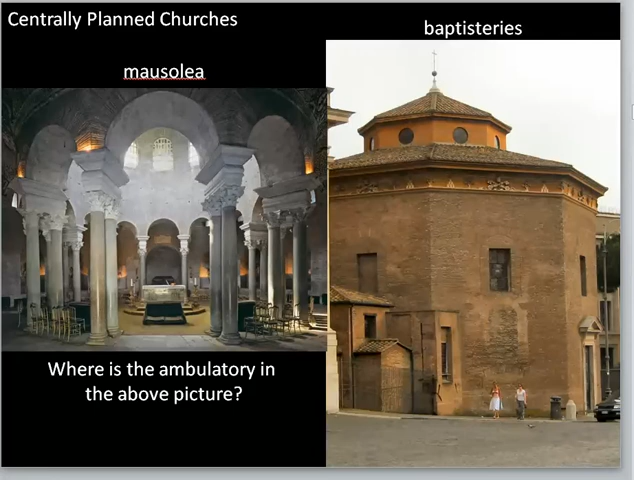 Centrally Planned Churches
baptisteries
mausolea
Where is the ambulatory in
the above picture?